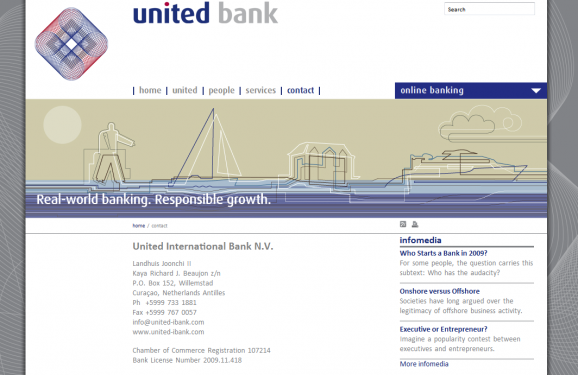 united bank
Search
home
united
people
services
contact
online banking
Real-world banking. Responsible growth.
home / contact
United International Bank N.V.
Landhuis Joonchi II
Kaya Richard J. Beaujon z/n
P.O. Box 152, Willemstad
Curaçao, Netherlands Antilles
Ph +5999 733 1881
Fax +5999 767 0057
info@united-ibank.com
www.united-ibank.com
Chamber of Commerce Registration 107214
Bank License Number 2009.11.418
infomedia
Who Starts a Bank in 2009?
For some people, the question carries this
subtext: Who has the audacity?
Onshore versus Offshore
Societies have long argued over the
legitimacy of offshore business activity.
Executive or Entrepreneur?
Imagine a popularity contest between
executives and entrepreneurs.
More infomedia